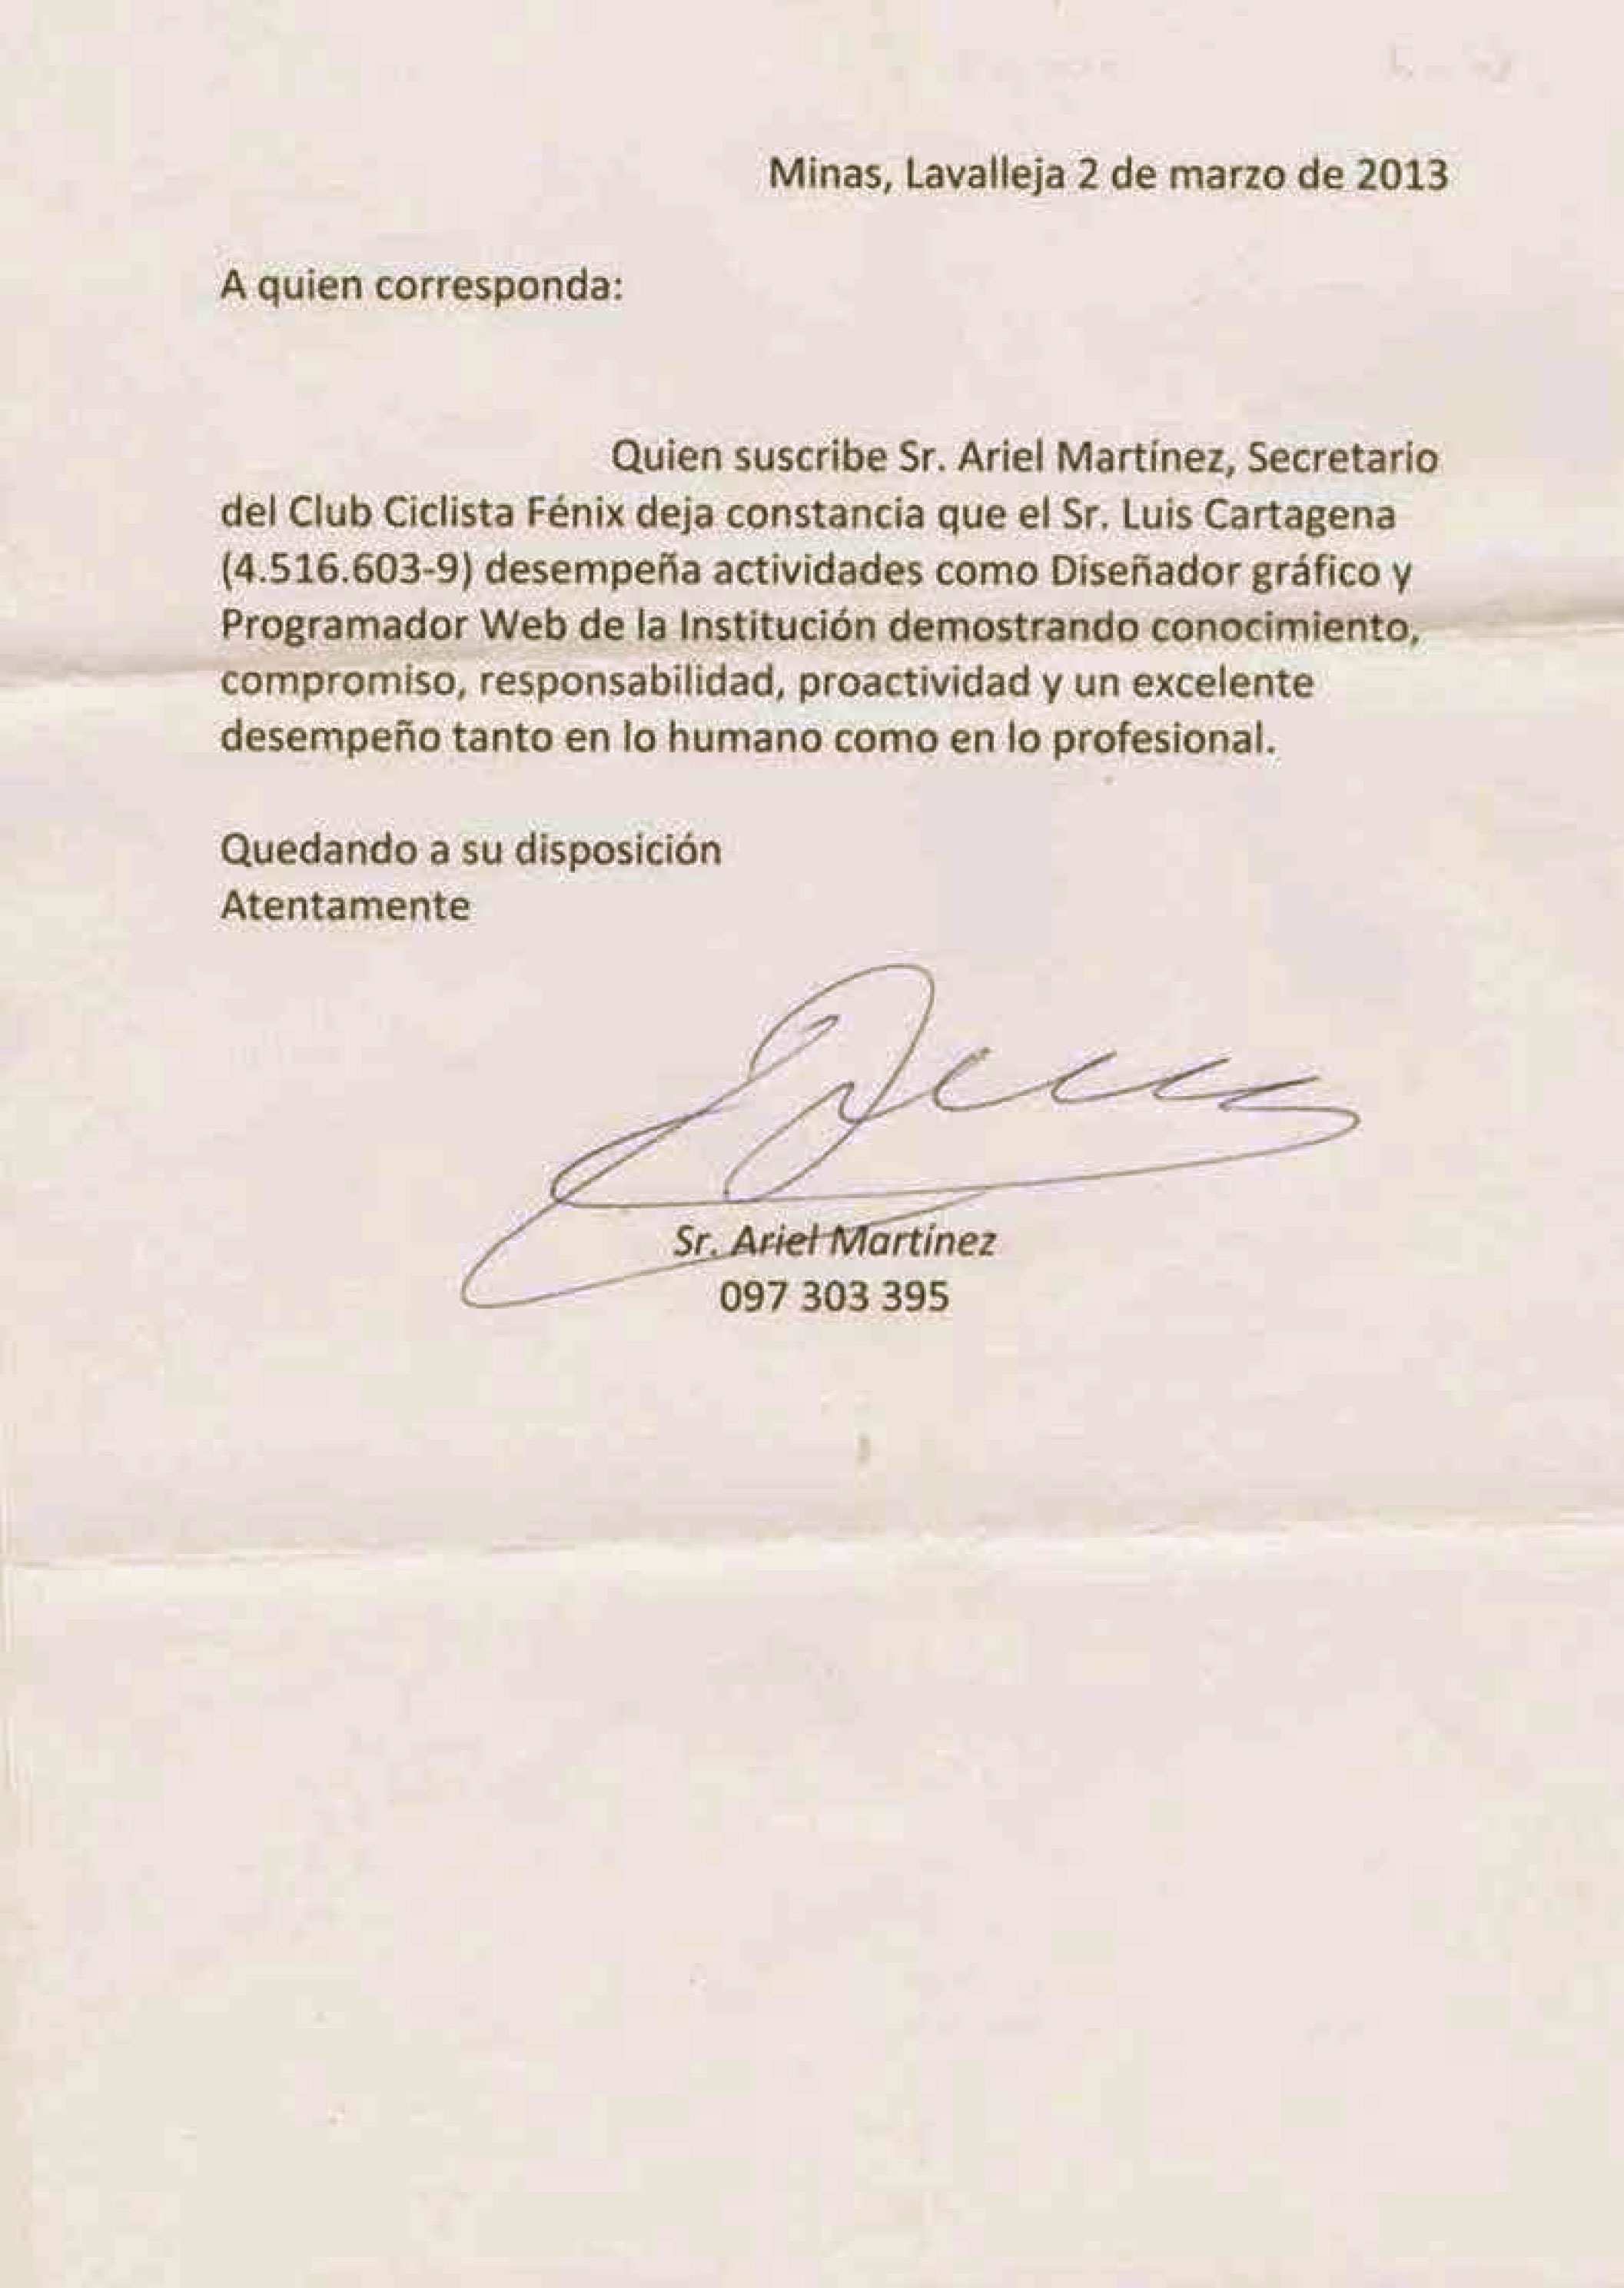 Minas, Lavalleja 2 de marzo de 2013
A quien corresponda:
Quien suscribe Sr. Ariel Martínez, Secretario
del Club Ciclista Fénix deja constancia que el Sr. Luis Cartagena
(4.516.603-9) desempeña actividades como Diseñador gráfico y
Programador Web de la Institución demostrando conocimiento,
compromiso, responsabilidad, proactividad y un excelente
desempeño tanto en lo humano como en lo profesional.
Quedando a su disposición
Atentamente
Sr. Ariel Martínez
097 303 395